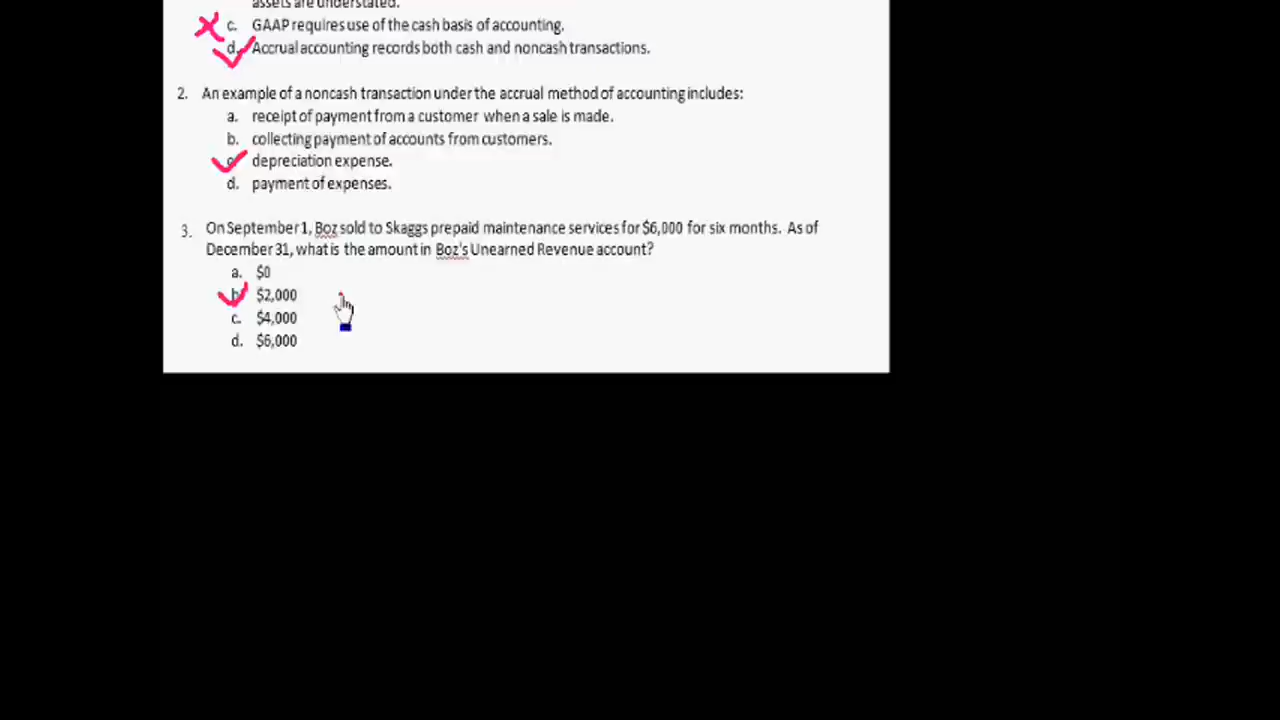 assets are understated.
c. GAAP requires use of the cash basis of accounting.
d. Accrual accounting records both cash and noncash transactions.
2. An example of a noncash transaction under the accrual method of accounting includes:
a. receipt of payment from a customer when a sale is made.
b. collecting payment of accounts from customers.
c. depreciation expense.
d. payment of expenses.
3. On September 1, Boz sold to Skaggs prepaid maintenance services for $6,000 for six months. As of
December 31, what is the amount in Boz's Unearned Revenue account?
a. $0
b. $2,000
c. $4,000
d. $6,000